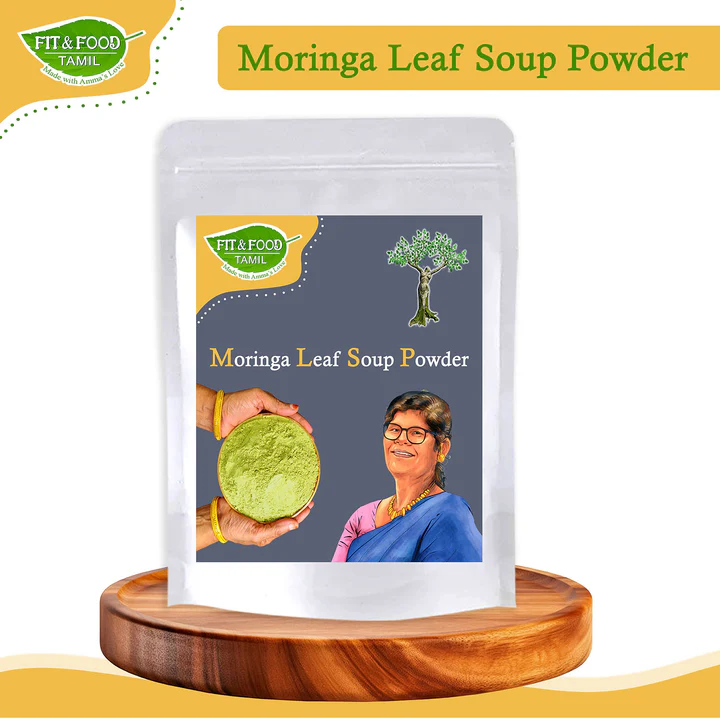 FIT & FOOD
TAMIL
Made with Amma's Love
Moringa Leaf Soup Powder
FIT & FOOD
TAMIL
Made with Amma's Love
Moringa Leaf Soup Powder